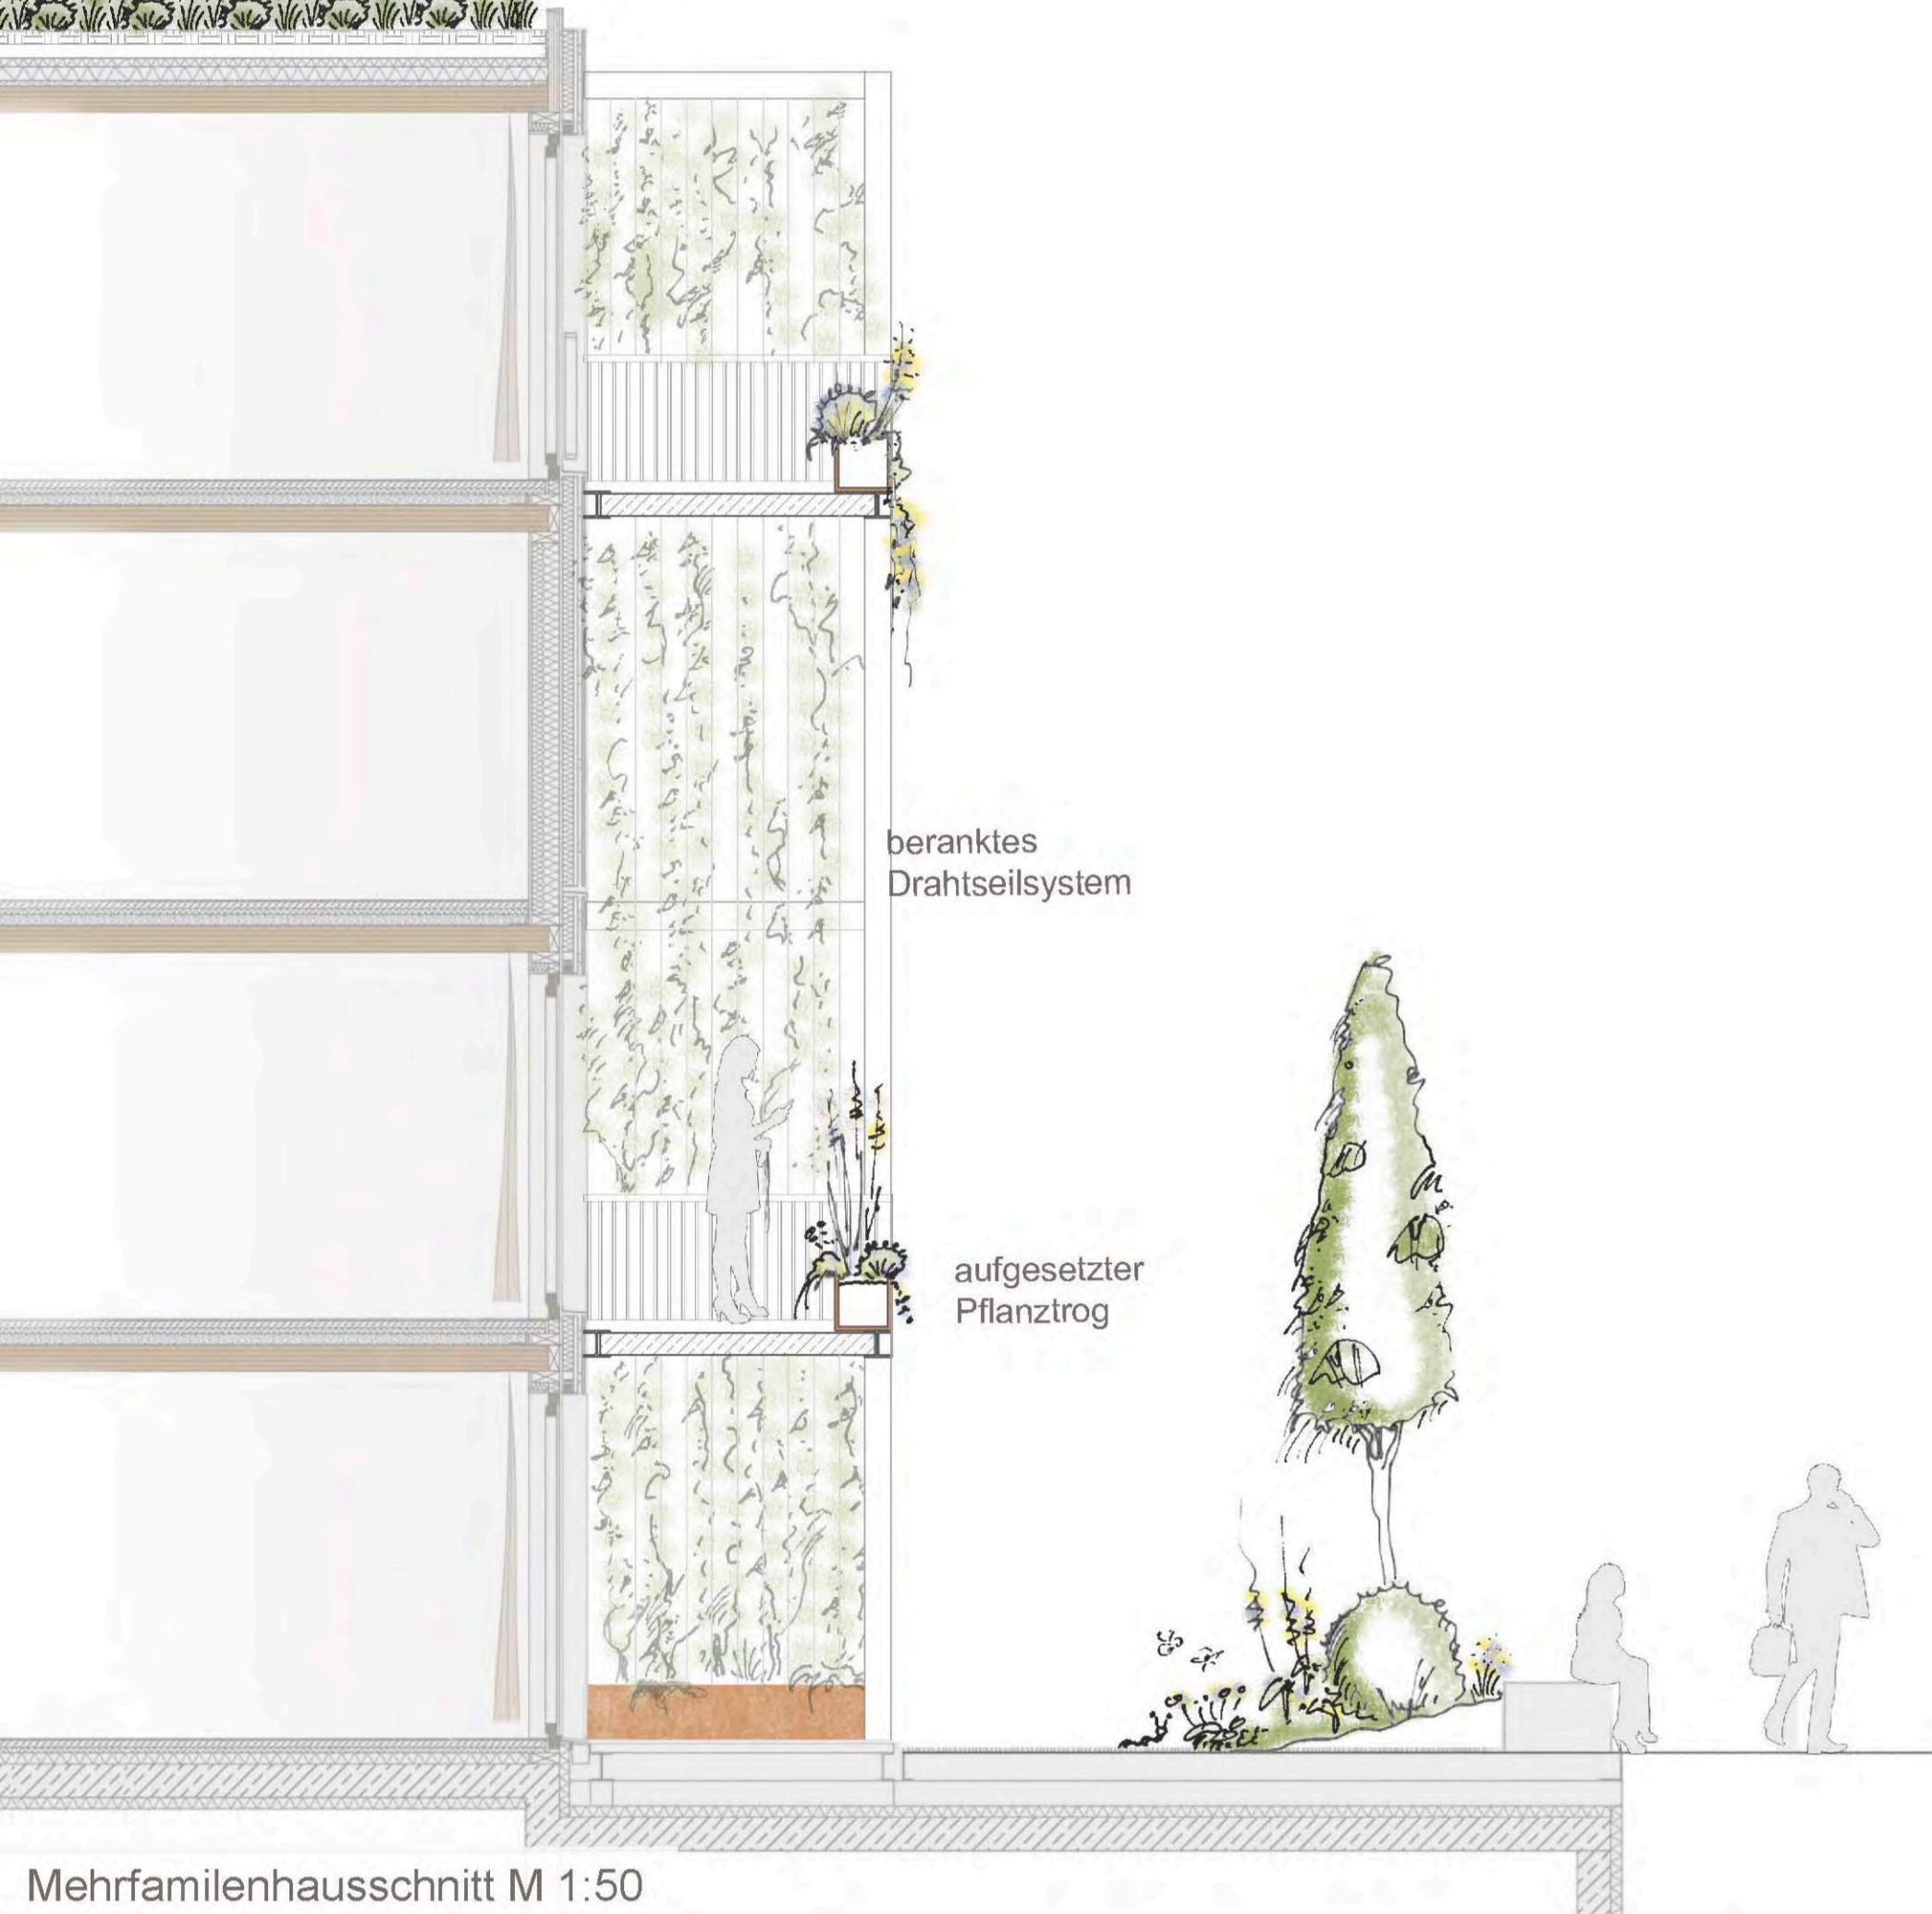 beranktes
Drahtseilsystem
aufgesetzter
Pflanztrog
Mehrfamilenhausschnitt M 1:50